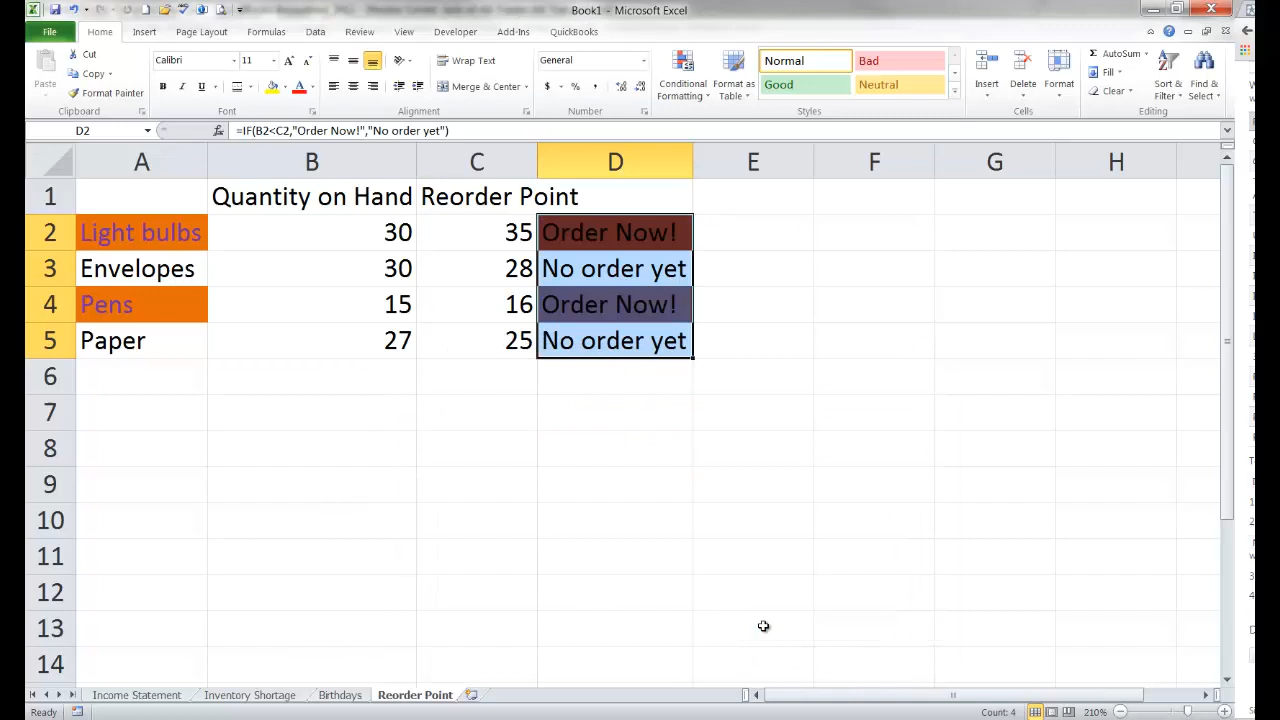 Book1 - Microsoft Excel
File Home Insert Page Layout Formulas Data Review View Developer Add-Ins QuickBooks
Paste Cut Copy Format Painter
Calibri 11
Wrap Text
Merge & Center
General
Conditional Formatting Format as Table
Normal Bad
Good Neutral
Insert Delete Format
AutoSum Fill Clear
Sort & Filter Find & Select
Clipboard Font Alignment Number Styles Cells Editing
D2 =IF(B2<C2,"Order Now!","No order yet")
A B C D E F G H
1 Quantity on Hand Reorder Point
2 Light bulbs 30 35 Order Now!
3 Envelopes 30 28 No order yet
4 Pens 15 16 Order Now!
5 Paper 27 25 No order yet
6
7
8
9
10
11
12
13
14
Income Statement Inventory Shortage Birthdays Reorder Point
Ready Count: 4 210%